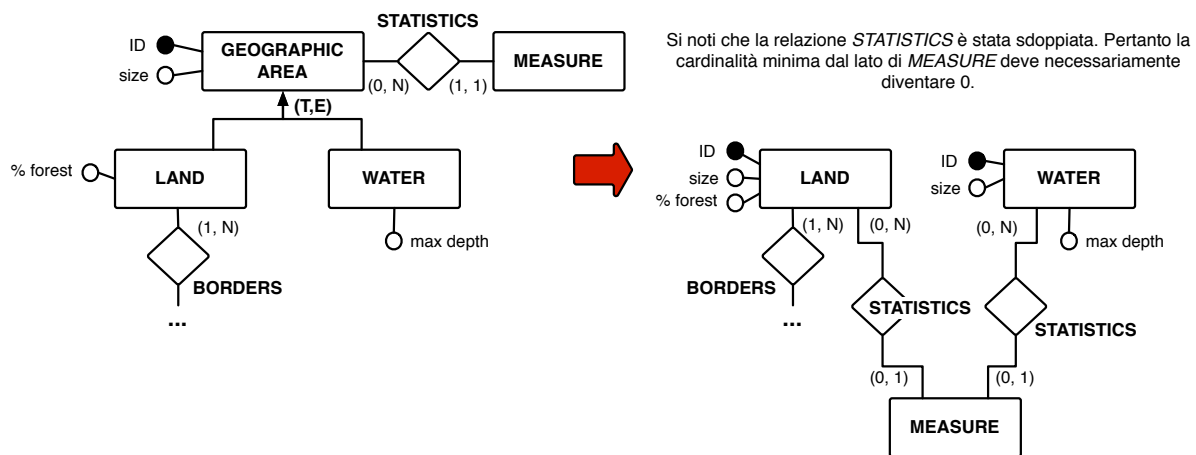 STATISTICS
ID
size
GEOGRAPHIC
AREA
MEASURE
(0, N)
(1, 1)
(T,E)
% forest
LAND
WATER
(1, N)
max depth
BORDERS
...
Si noti che la relazione STATISTICS è stata sdoppiata. Pertanto la
cardinalità minima dal lato di MEASURE deve necessariamente
diventare 0.
ID
size
% forest
LAND
ID
size
WATER
(1, N)
(0, N)
(0, N)
max depth
BORDERS
...
STATISTICS
STATISTICS
(0, 1)
(0, 1)
MEASURE